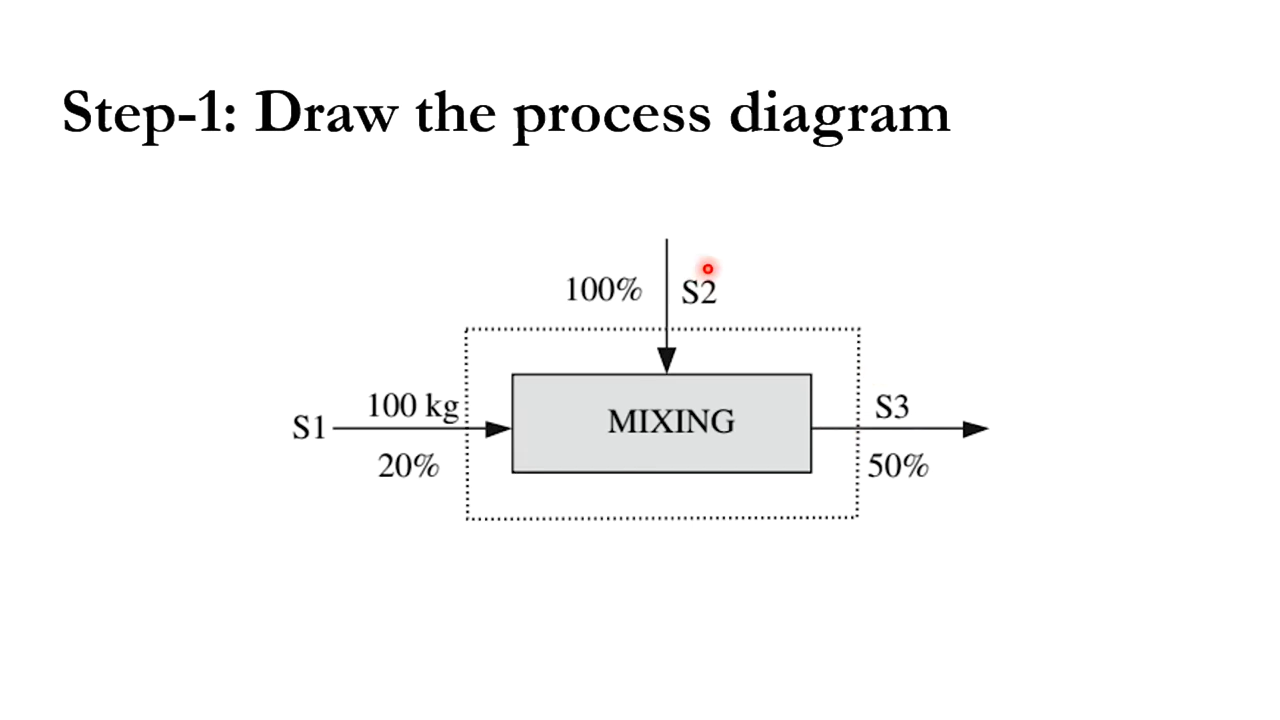 Step-1: Draw the process diagram
100% S2
100 kg
S1
MIXING
S3
20%
50%